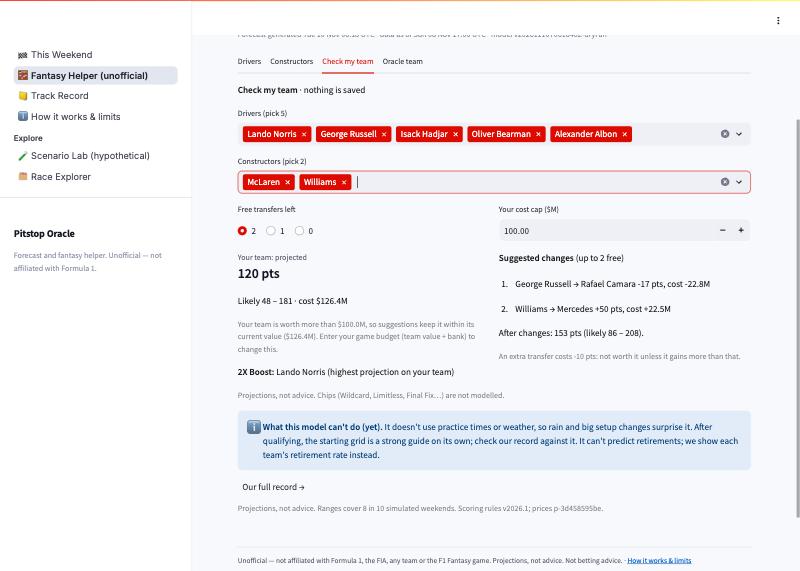 This Weekend
Fantasy Helper (unofficial)
Track Record
How it works & limits
Explore
Scenario Lab (hypothetical)
Race Explorer
Pitstop Oracle
Forecast and fantasy helper. Unofficial — not
affiliated with Formula 1.
Drivers Constructors Check my team Oracle team
Check my team · nothing is saved
Drivers (pick 5)
Lando Norris × George Russell × Isack Hadjar × Oliver Bearman × Alexander Albon ×
Constructors (pick 2)
McLaren × Williams ×
Free transfers left
2 1 0
Your cost cap ($M)
100.00 − +
Your team: projected
120 pts
Likely 48 – 181 · cost $126.4M
Your team is worth more than $100.0M, so suggestions keep it within its
current value ($126.4M). Enter your game budget (team value + bank) to
change this.
2X Boost: Lando Norris (highest projection on your team)
Suggested changes (up to 2 free)
1. George Russell → Rafael Camara -17 pts, cost -22.8M
2. Williams → Mercedes +50 pts, cost +22.5M
After changes: 153 pts (likely 86 – 208).
An extra transfer costs -10 pts: not worth it unless it gains more than that.
Projections, not advice. Chips (Wildcard, Limitless, Final Fix…) are not modelled.
What this model can't do (yet). It doesn't use practice times or weather, so rain and big setup changes surprise it. After
qualifying, the starting grid is a strong guide on its own; check our record against it. It can't predict retirements; we show each
team's retirement rate instead.
Our full record →
Projections, not advice. Ranges cover 8 in 10 simulated weekends. Scoring rules v2026.1; prices p-3d458595be.
Unofficial — not affiliated with Formula 1, the FIA, any team or the F1 Fantasy game. Projections, not advice. Not betting advice. · How it works & limits